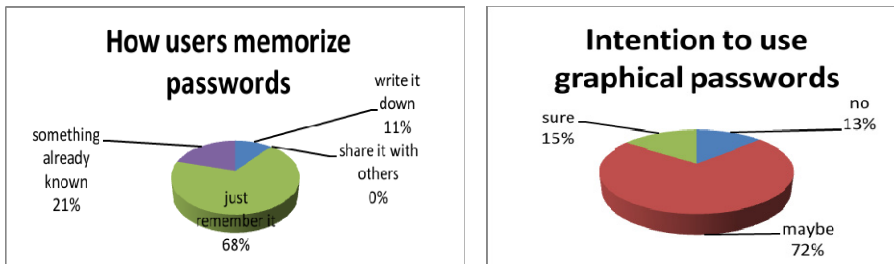 How users memorize
passwords
write it
down
11%
something
already
known
21%
share it with
others
0%
just
remember it
68%
Intention to use
graphical passwords
sure
15%
no
13%
maybe
72%